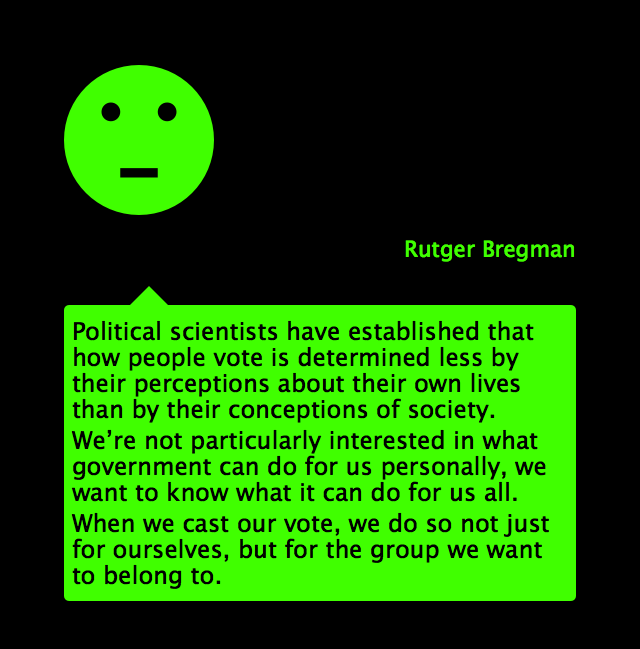 Rutger Bregman
Political scientists have established that
how people vote is determined less by
their perceptions about their own lives
than by their conceptions of society.
We’re not particularly interested in what
government can do for us personally, we
want to know what it can do for us all.
When we cast our vote, we do so not just
for ourselves, but for the group we want
to belong to.